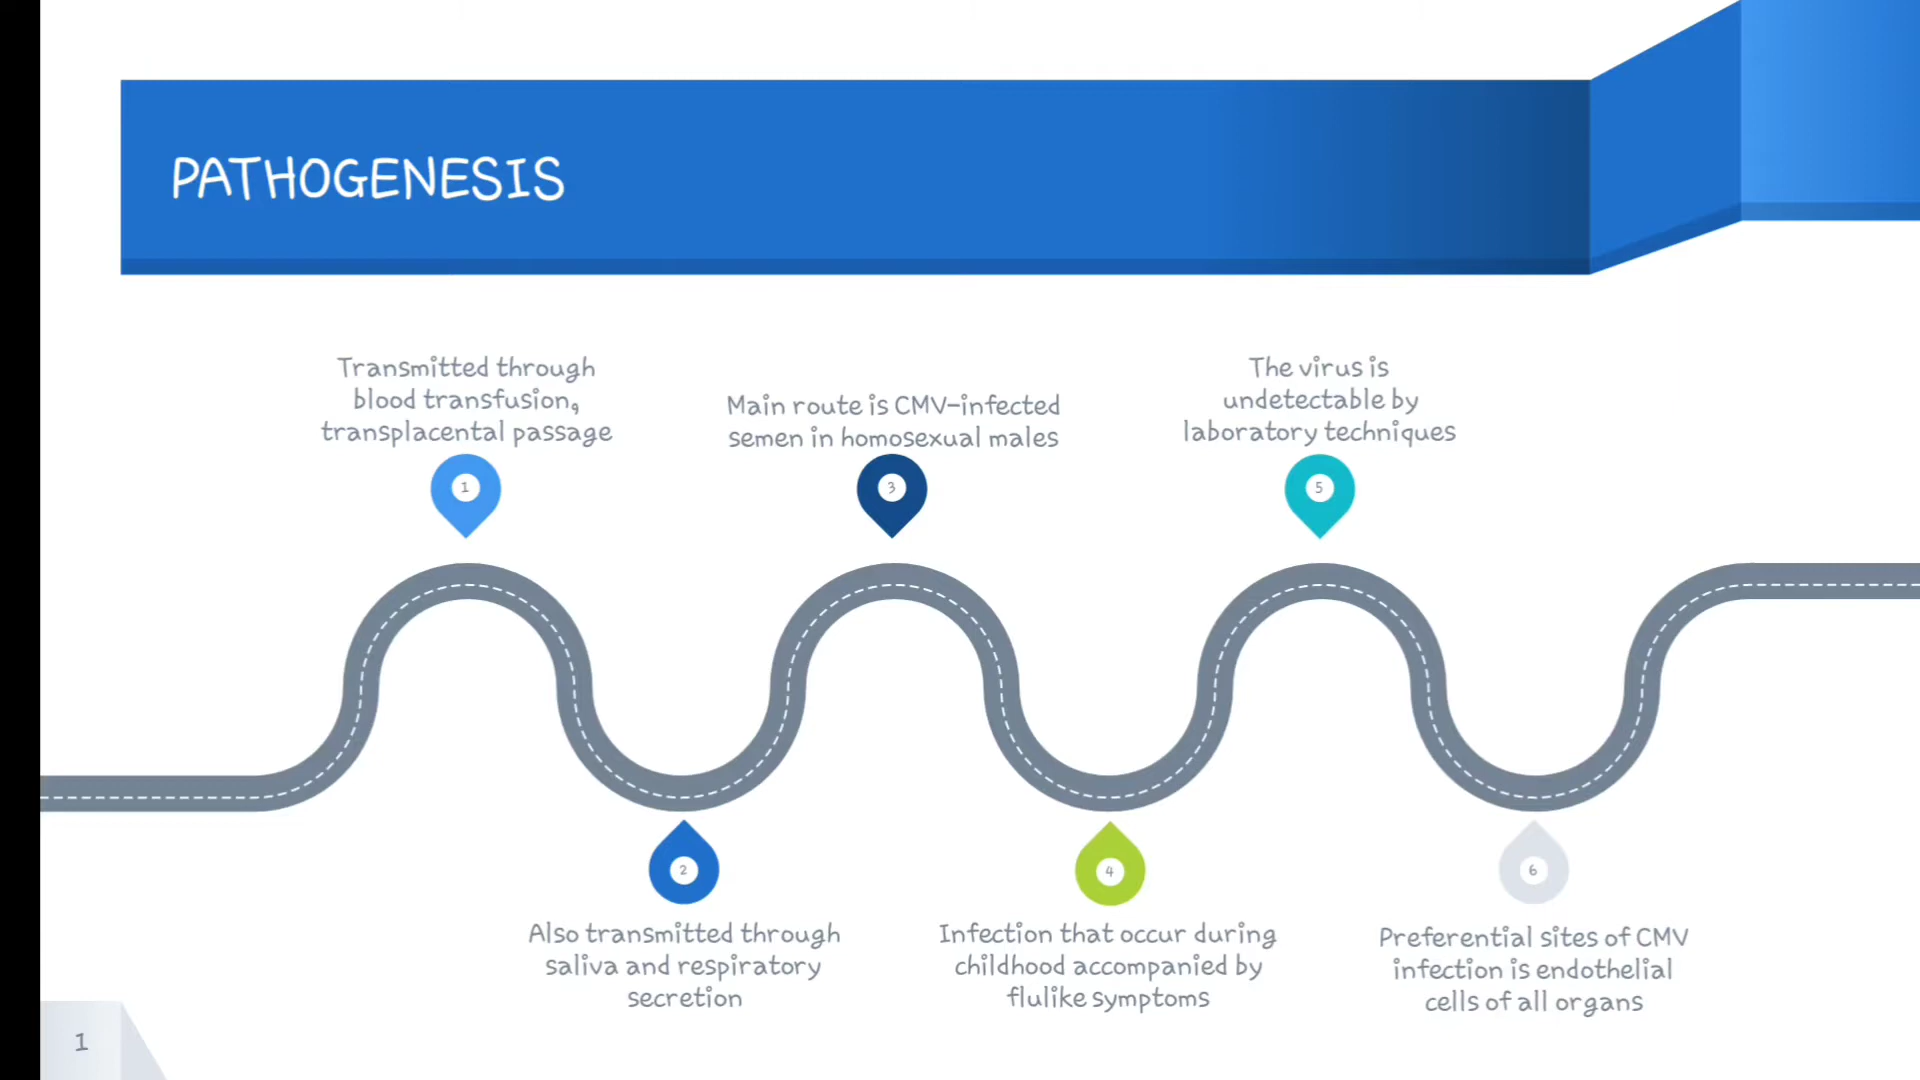 PATHOGENESIS
Transmitted through
blood transfusion,
transplacental passage
1
2
Also transmitted through
saliva and respiratory
secretion
Main route is CMV-infected
semen in homosexual males
3
4
Infection that occur during
childhood accompanied by
flulike symptoms
The virus is
undetectable by
laboratory techniques
5
6
Preferential sites of CMV
infection is endothelial
cells of all organs
1